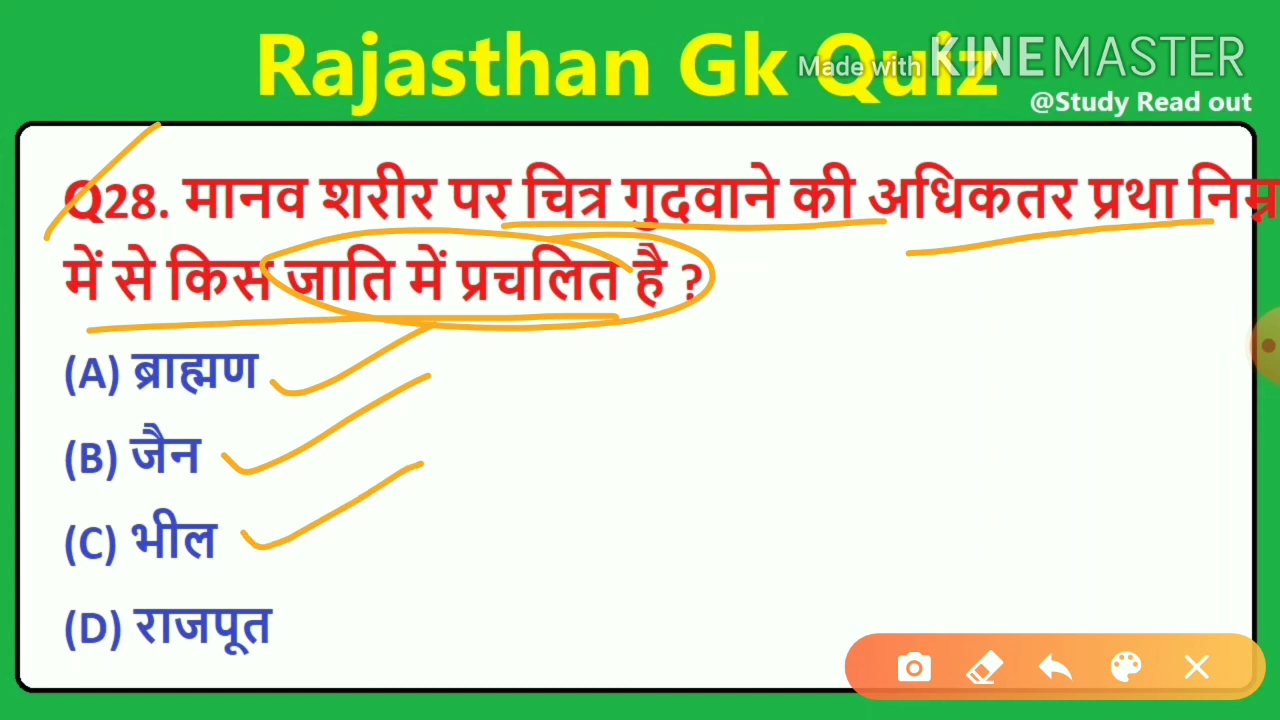 Rajasthan Gk Quiz
Made with KINEMASTER
@Study Read out
Q28. मानव शरीर पर चित्र गुदवाने की अधिकतर प्रथा निम्न
में से किस जाति में प्रचलित है ?
(A) ब्राह्मण
(B) जैन
(C) भील
(D) राजपूत